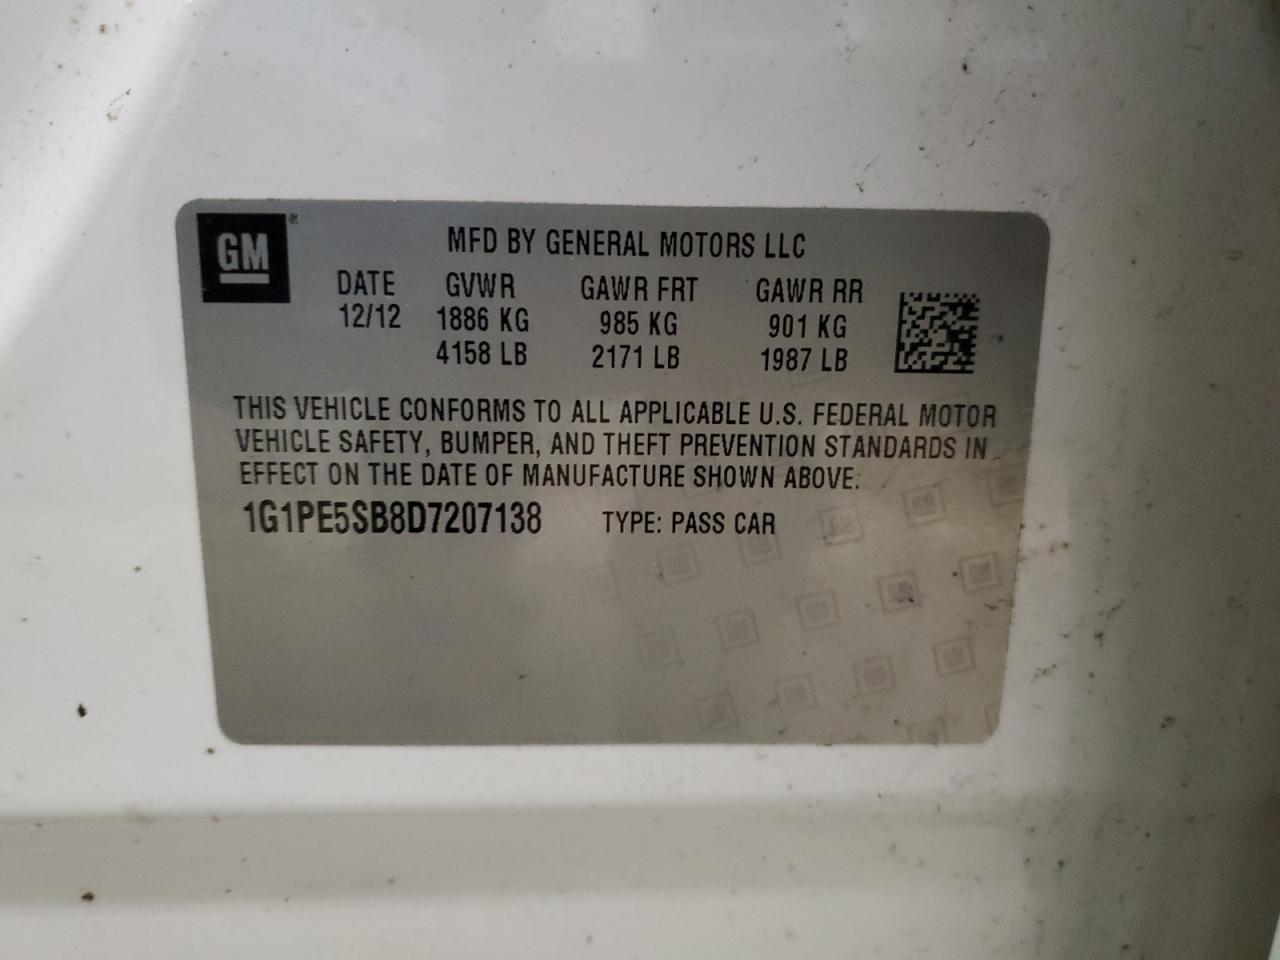 GM
MFD BY GENERAL MOTORS LLC
DATE GVWR GAWR FRT GAWR RR
12/12 1886 KG 985 KG 901 KG
4158 LB 2171 LB 1987 LB
THIS VEHICLE CONFORMS TO ALL APPLICABLE U.S. FEDERAL MOTOR
VEHICLE SAFETY, BUMPER, AND THEFT PREVENTION STANDARDS IN
EFFECT ON THE DATE OF MANUFACTURE SHOWN ABOVE.
1G1PE5SB8D7207138 TYPE: PASS CAR